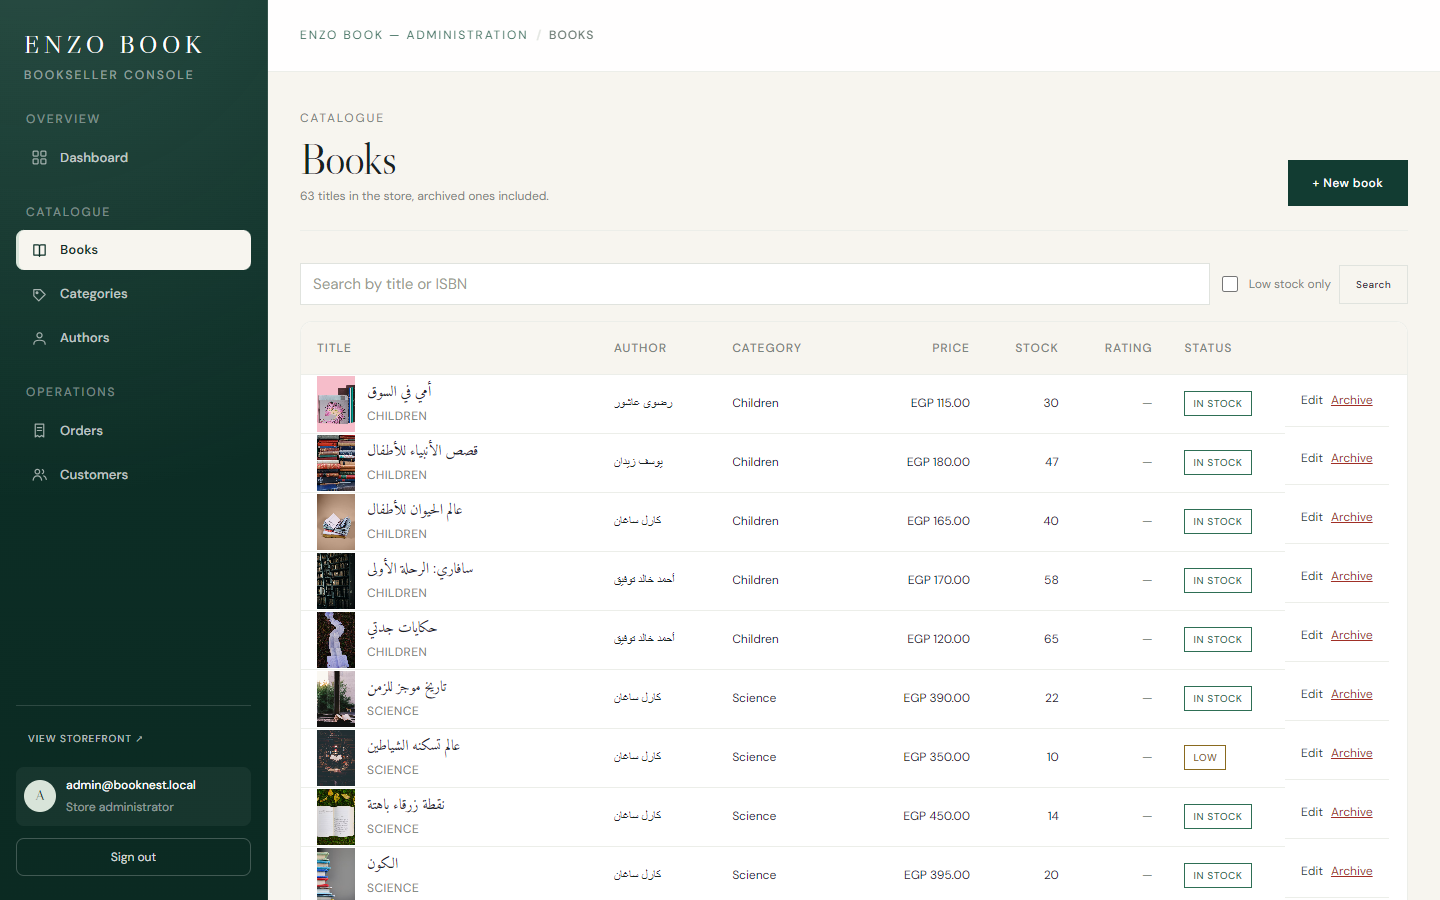 ENZO BOOK
BOOKSELLER CONSOLE
OVERVIEW
Dashboard
CATALOGUE
Books
Categories
Authors
OPERATIONS
Orders
Customers
VIEW STOREFRONT ↗
A
admin@booknest.local
Store administrator
Sign out
ENZO BOOK — ADMINISTRATION / BOOKS
CATALOGUE
Books
63 titles in the store, archived ones included.
+ New book
Search by title or ISBN
Low stock only
Search
TITLE AUTHOR CATEGORY PRICE STOCK RATING STATUS
أمي في السوق
CHILDREN
رضوى عاشور
Children EGP 115.00 30 — IN STOCK Edit Archive
قصص الأنبياء للأطفال
CHILDREN
يوسف زيدان
Children EGP 180.00 47 — IN STOCK Edit Archive
عالم الحيوان للأطفال
CHILDREN
كارل ساغان
Children EGP 165.00 40 — IN STOCK Edit Archive
سافاري: الرحلة الأولى
CHILDREN
أحمد خالد توفيق
Children EGP 170.00 58 — IN STOCK Edit Archive
حكايات جدتي
CHILDREN
أحمد خالد توفيق
Children EGP 120.00 65 — IN STOCK Edit Archive
تاريخ موجز للزمن
SCIENCE
كارل ساغان
Science EGP 390.00 22 — IN STOCK Edit Archive
عالم تسكنه الشياطين
SCIENCE
كارل ساغان
Science EGP 350.00 10 — LOW Edit Archive
نقطة زرقاء باهتة
SCIENCE
كارل ساغان
Science EGP 450.00 14 — IN STOCK Edit Archive
الكون
SCIENCE
كارل ساغان
Science EGP 395.00 20 — IN STOCK Edit Archive